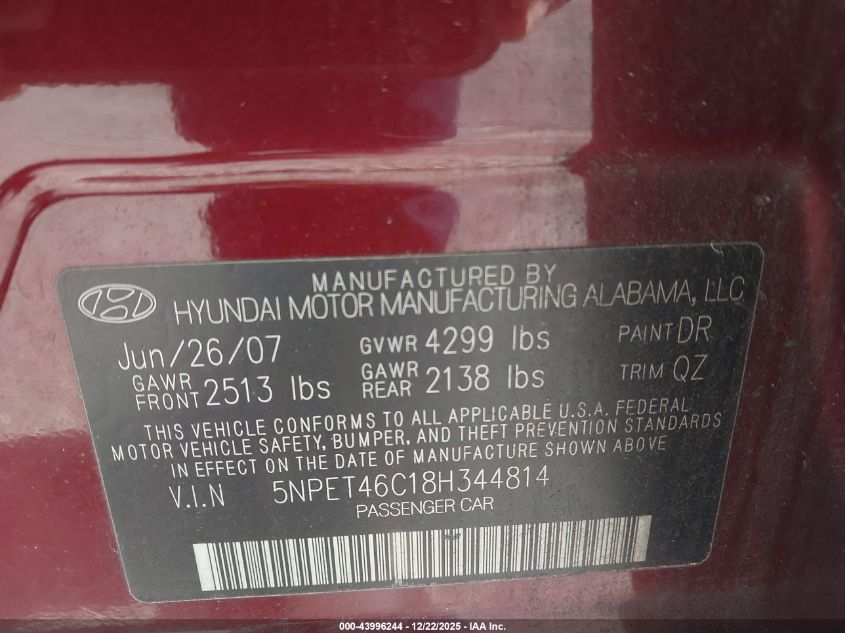 MANUFACTURED BY
HYUNDAI MOTOR MANUFACTURING ALABAMA, LLC
Jun/26/07 GVWR 4299 lbs PAINT DR
GAWR FRONT 2513 lbs GAWR REAR 2138 lbs TRIM QZ
THIS VEHICLE CONFORMS TO ALL APPLICABLE U.S.A. FEDERAL
MOTOR VEHICLE SAFETY, BUMPER, AND THEFT PREVENTION STANDARDS
IN EFFECT ON THE DATE OF MANUFACTURE SHOWN ABOVE
V.I.N 5NPET46C18H344814
PASSENGER CAR
000-43996244 - 12/22/2025 - IAA Inc.